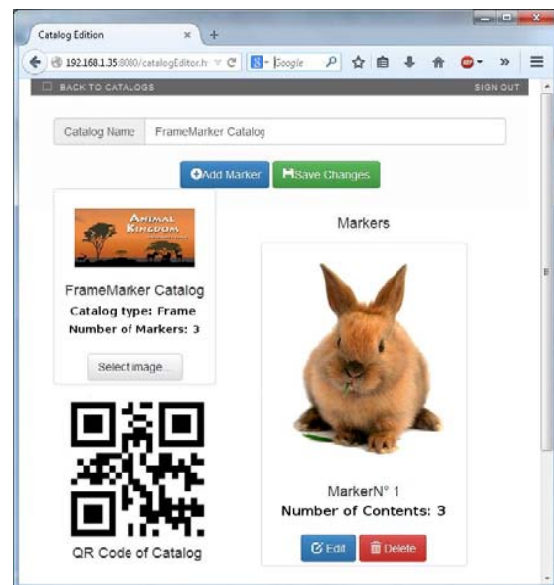 Catalog Edition
192.168.1.35:8080/catalogEditor.h
Google
BACK TO CATALOGS
SIGN OUT
Catalog Name
FrameMarker Catalog
Add Marker
Save Changes
ANIMAL
KINGDOM
FrameMarker Catalog
Catalog type: Frame
Number of Markers: 3
Select image...
QR Code of Catalog
Markers
MarkerN° 1
Number of Contents: 3
Edit
Delete